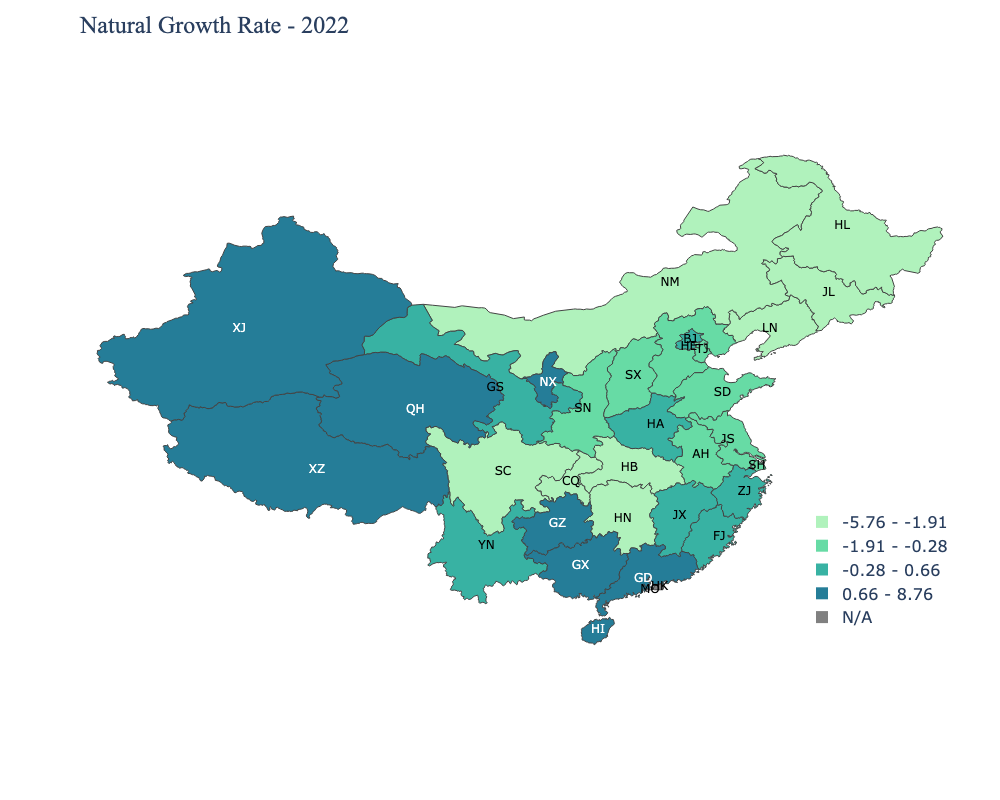 Natural Growth Rate - 2022
HL
NM
JL
LN
XJ
BJ
HE
TJ
SX
NX
GS
SD
QH
SN
HA
JS
AH
SH
XZ
SC
HB
CQ
ZJ
HN
JX
GZ
FJ
YN
GX
GD
HK
MO
HI
-5.76 - -1.91
-1.91 - -0.28
-0.28 - 0.66
0.66 - 8.76
N/A